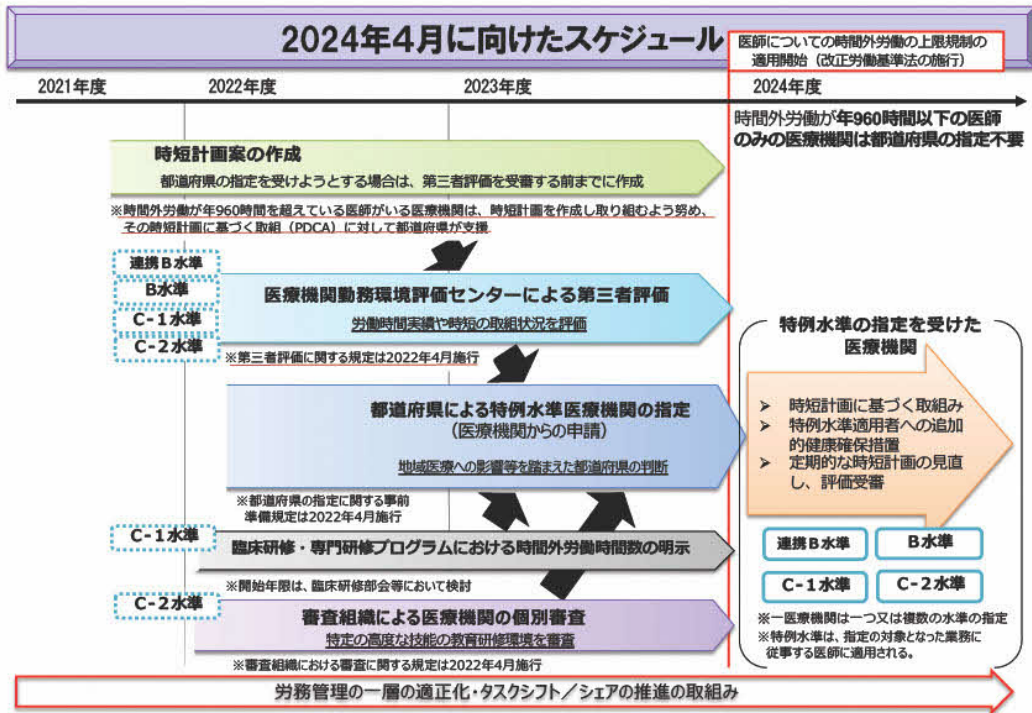 2024年4月に向けたスケジュール
医師についての時間外労働の上限規制の
適用開始（改正労働基準法の施行）
2021年度
2022年度
2023年度
2024年度
時間外労働が年960時間以下の医師
のみの医療機関は都道府県の指定不要
時短計画案の作成
都道府県の指定を受けようとする場合は、第三者評価を受審する前までに作成
※時間外労働が年960時間を超えている医師がいる医療機関は、時短計画を作成し取り組むよう努め、
その時短計画に基づく取組（PDCA）に対して都道府県が支援
連携B水準
B水準
C-1水準
C-2水準
医療機関勤務環境評価センターによる第三者評価
労働時間実績や時短の取組状況を評価
※第三者評価に関する規定は2022年4月施行
都道府県による特例水準医療機関の指定
（医療機関からの申請）
地域医療への影響等を踏まえた都道府県の判断
※都道府県の指定に関する事前
準備規定は2022年4月施行
C-1水準
臨床研修・専門研修プログラムにおける時間外労働時間数の明示
※開始年限は、臨床研修部会等において検討
C-2水準
審査組織による医療機関の個別審査
特定の高度な技能の教育研修環境を審査
※審査組織における審査に関する規定は2022年4月施行
特例水準の指定を受けた
医療機関
➢ 時短計画に基づく取組み
➢ 特例水準適用者への追加
的健康確保措置
➢ 定期的な時短計画の見直
し、評価受審
連携B水準
B水準
C-1水準
C-2水準
※一医療機関は一つ又は複数の水準の指定
※特例水準は、指定の対象となった業務に
従事する医師に適用される。
労務管理の一層の適正化・タスクシフト／シェアの推進の取組み